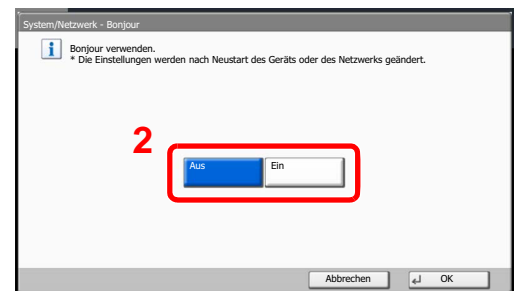 System/Netzwerk - Bonjour
i Bonjour verwenden.
* Die Einstellungen werden nach Neustart des Geräts oder des Netzwerks geändert.
2
Aus Ein
Abbrechen OK